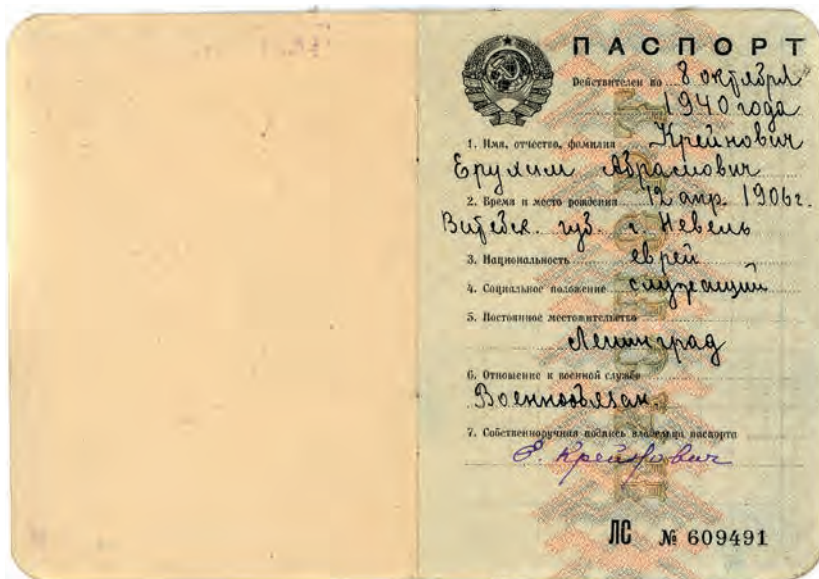 ПАСПОРТ
Действителен по 8 октября
1940 года
1. Имя, отчество, фамилия Крейнович
Ерухим Абрамович
2. Время и место рождения 12 апр. 1906 г.
Витебск. губ. г. Невель
3. Национальность еврей
4. Социальное положение служащий
5. Постоянное местожительство
Ленинград
6. Отношение к военной службе
Военнообязан.
7. Собственноручная подпись владельца паспорта
Е. Крейнович
ЛС № 609491